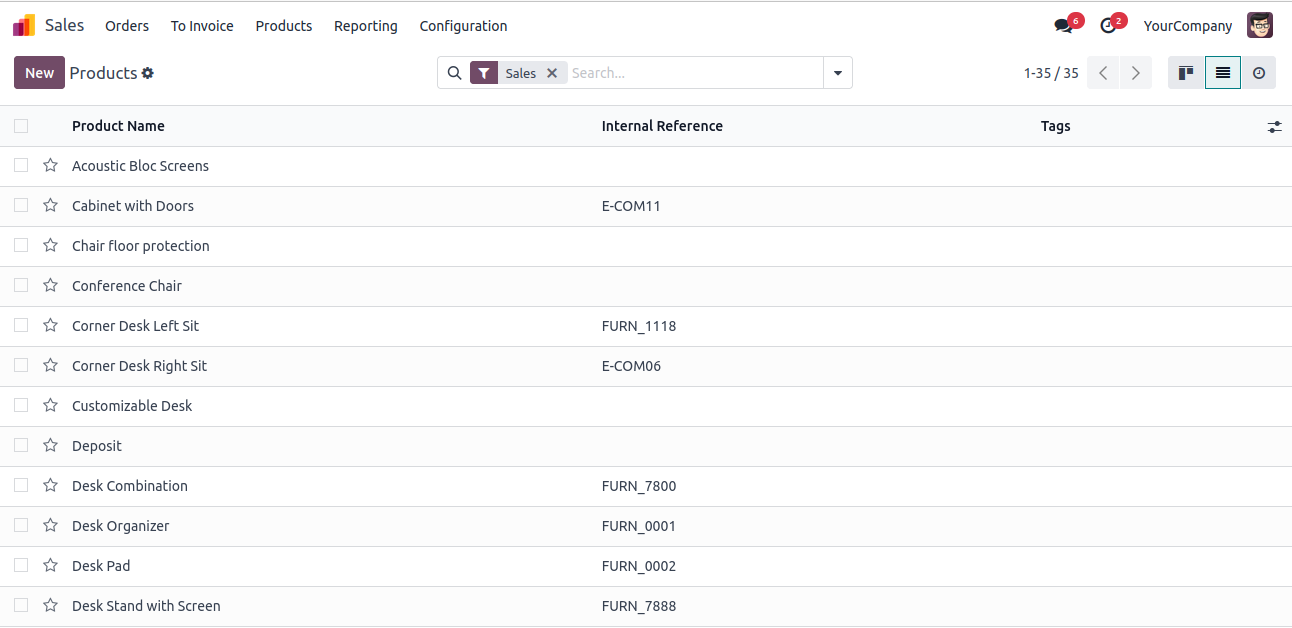 Sales Orders To Invoice Products Reporting Configuration 6 2 YourCompany
New Products Sales Search... 1-35 / 35
Product Name Internal Reference Tags
Acoustic Bloc Screens
Cabinet with Doors E-COM11
Chair floor protection
Conference Chair
Corner Desk Left Sit FURN_1118
Corner Desk Right Sit E-COM06
Customizable Desk
Deposit
Desk Combination FURN_7800
Desk Organizer FURN_0001
Desk Pad FURN_0002
Desk Stand with Screen FURN_7888